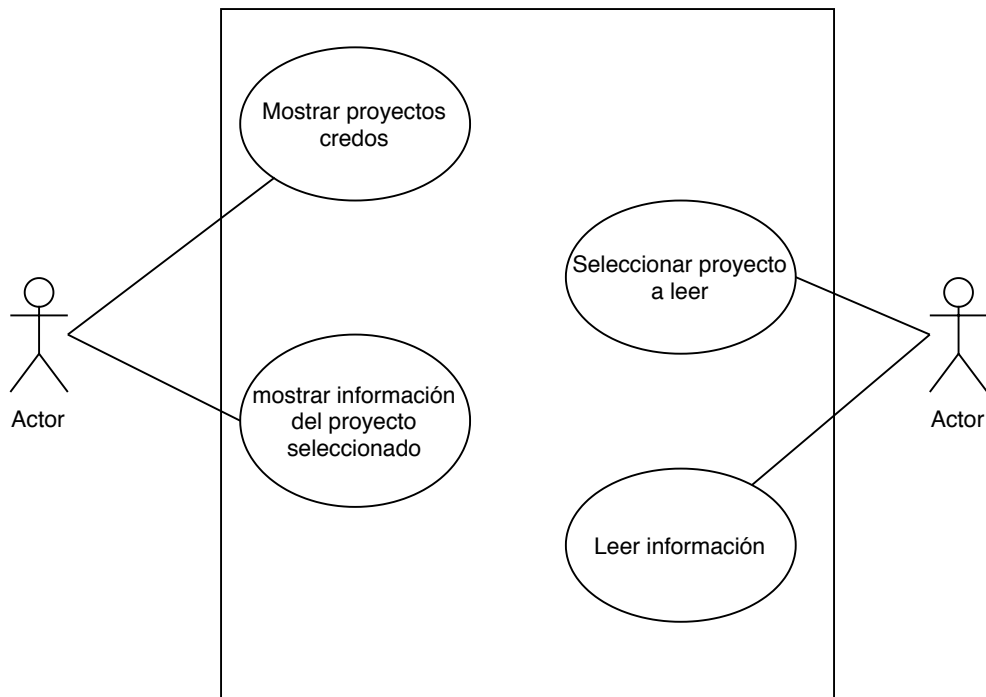 Mostrar proyectos
credos
Seleccionar proyecto
a leer
mostrar información
del proyecto
seleccionado
Actor
Actor
Leer información